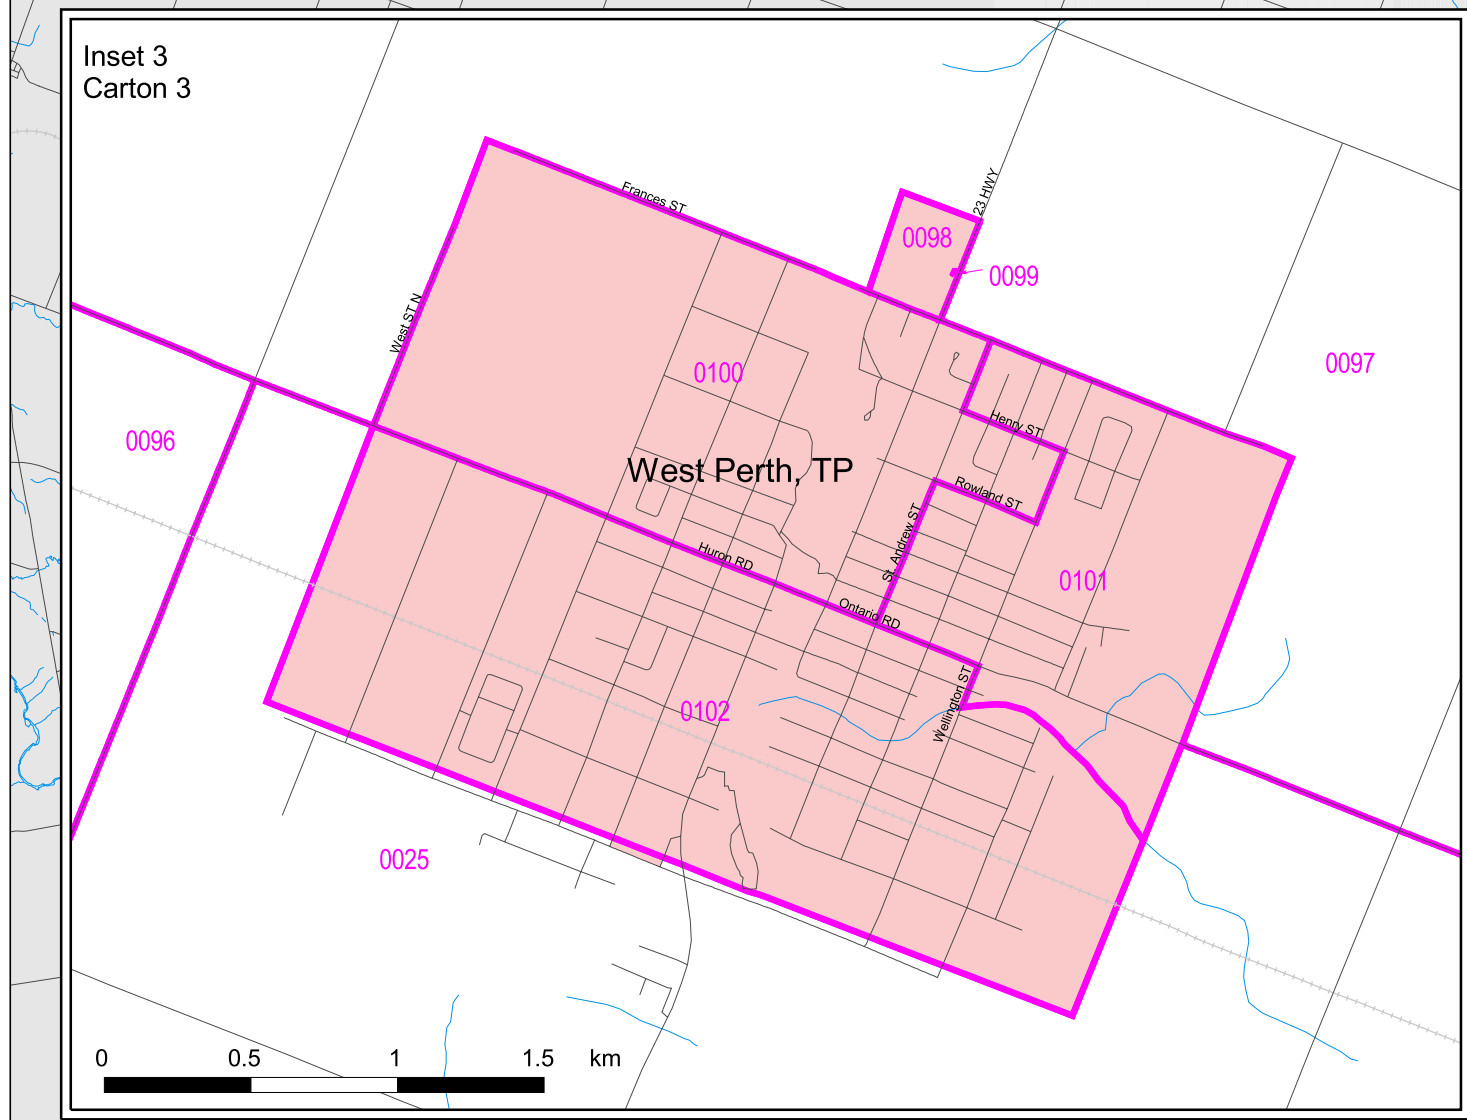 Inset 3
Carton 3
23 HWY
Frances ST
0098
0099
West ST N
0097
0100
Henry ST
0096
West Perth, TP
Rowland ST
St. Andrew ST
Huron RD
0101
Ontario RD
Wellington ST
0102
0025
0 0.5 1 1.5 km